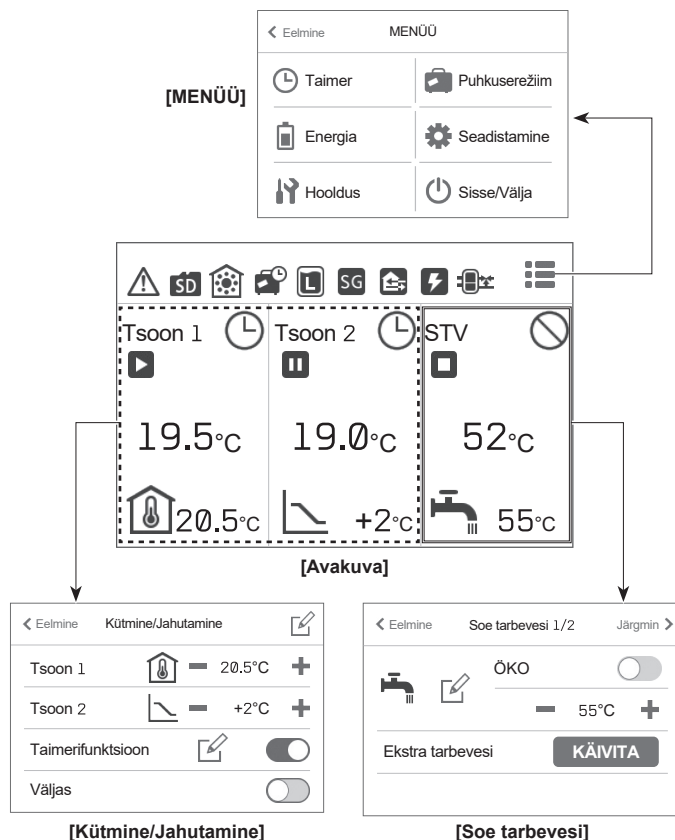 Eelmine MENÜÜ
Taimer Puhkuserežiim
[MENÜÜ]
Energia Seadistamine
Hooldus Sisse/Välja
SD L SG
Tsoon 1 Tsoon 2 STV
19.5°C 19.0°C 52°C
20.5°C +2°C 55°C
[Avakuva]
Eelmine Kütmine/Jahutamine
Tsoon 1 20.5°C
Tsoon 2 +2°C
Taimerifunktsioon
Väljas
[Kütmine/Jahutamine]
Eelmine Soe tarbevesi 1/2 Järgmin
ÖKO
55°C
Ekstra tarbevesi KÄIVITA
[Soe tarbevesi]